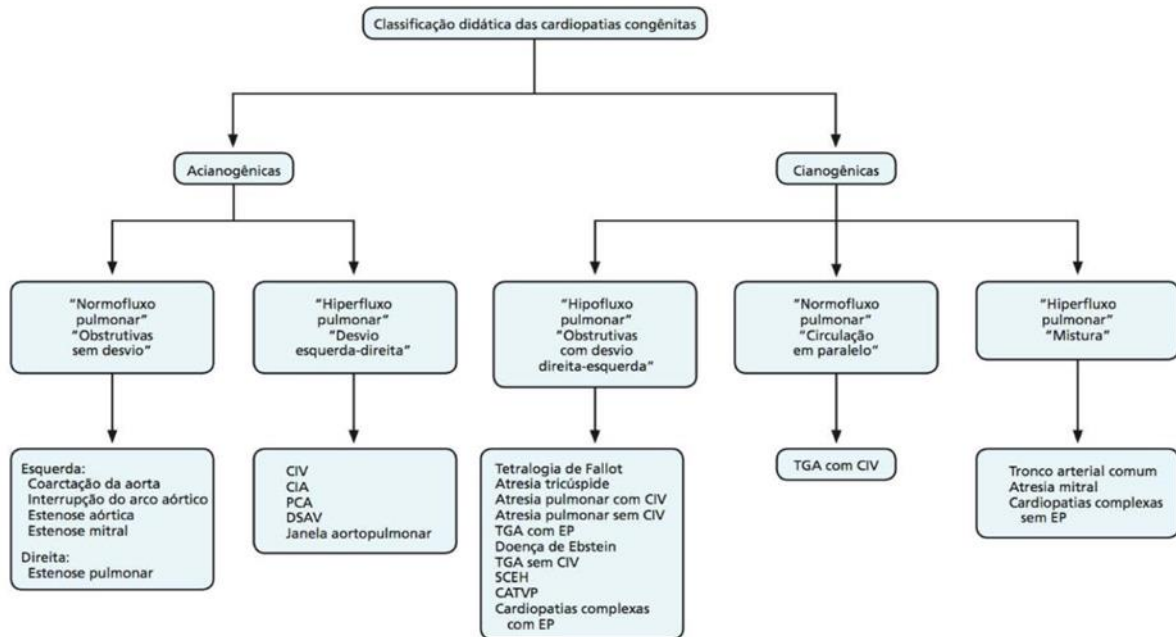 Classificação didática das cardiopatias congênitas
Acianogênicas
Cianogênicas
"Normofluxo
pulmonar"
"Obstrutivas
sem desvio"
"Hiperfluxo
pulmonar"
"Desvio
esquerda-direita"
"Hipofluxo
pulmonar"
"Obstrutivas
com desvio
direita-esquerda"
"Normofluxo
pulmonar"
"Circulação
em paralelo"
"Hiperfluxo
pulmonar"
"Mistura"
Esquerda:
Coarctação da aorta
Interrupção do arco aórtico
Estenose aórtica
Estenose mitral
Direita:
Estenose pulmonar
CIV
CIA
PCA
DSAV
Janela aortopulmonar
Tetralogia de Fallot
Atresia tricúspide
Atresia pulmonar com CIV
Atresia pulmonar sem CIV
TGA com EP
Doença de Ebstein
TGA sem CIV
SCEH
CATVP
Cardiopatias complexas
com EP
TGA com CIV
Tronco arterial comum
Atresia mitral
Cardiopatias complexas
sem EP